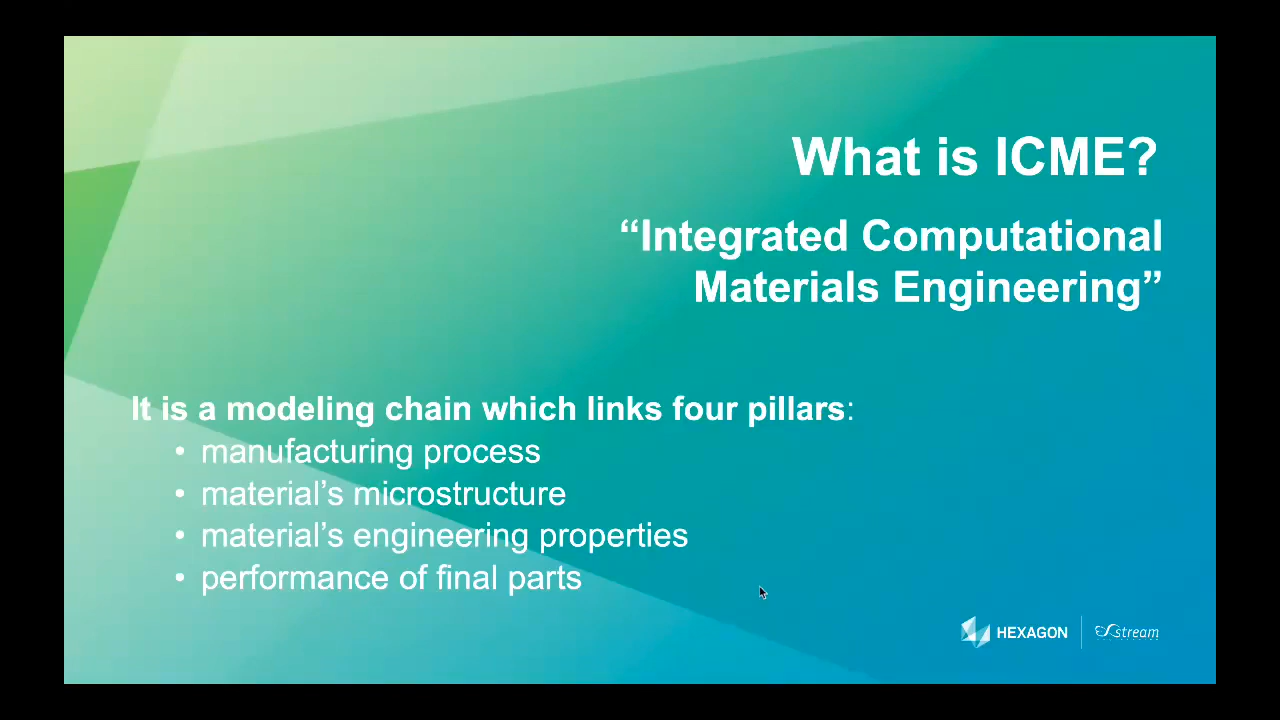 What is ICME?
“Integrated Computational
Materials Engineering”
It is a modeling chain which links four pillars:
• manufacturing process
• material’s microstructure
• material’s engineering properties
• performance of final parts
HEXAGON
stream